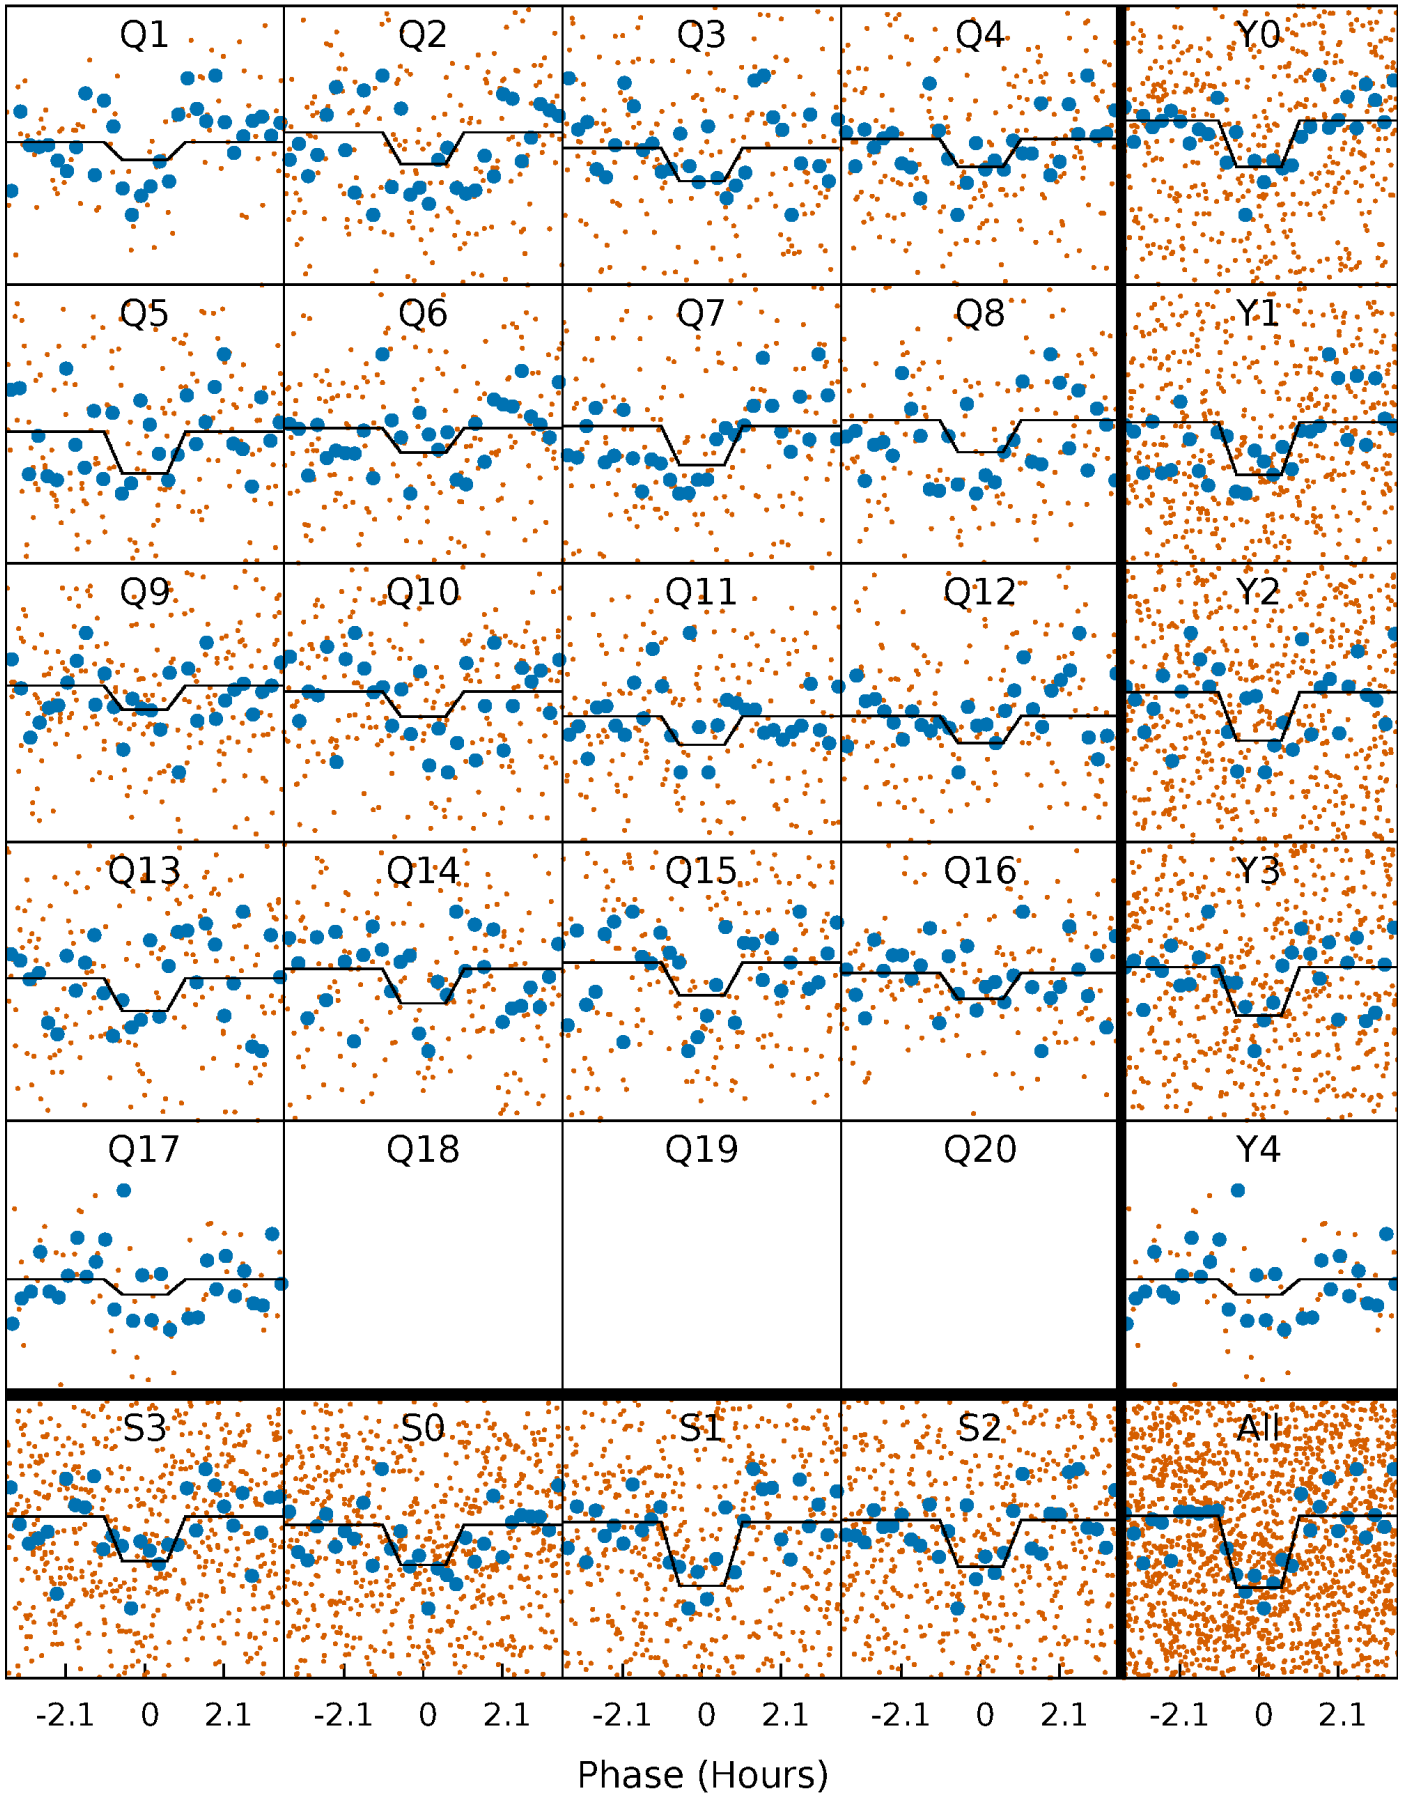 Q1 Q2 Q3 Q4 Y0
Q5 Q6 Q7 Q8 Y1
Q9 Q10 Q11 Q12 Y2
Q13 Q14 Q15 Q16 Y3
Q17 Q18 Q19 Q20 Y4
S3 S0 S1 S2 All
-2.1 0 2.1 -2.1 0 2.1 -2.1 0 2.1 -2.1 0 2.1 -2.1 0 2.1
Phase (Hours)